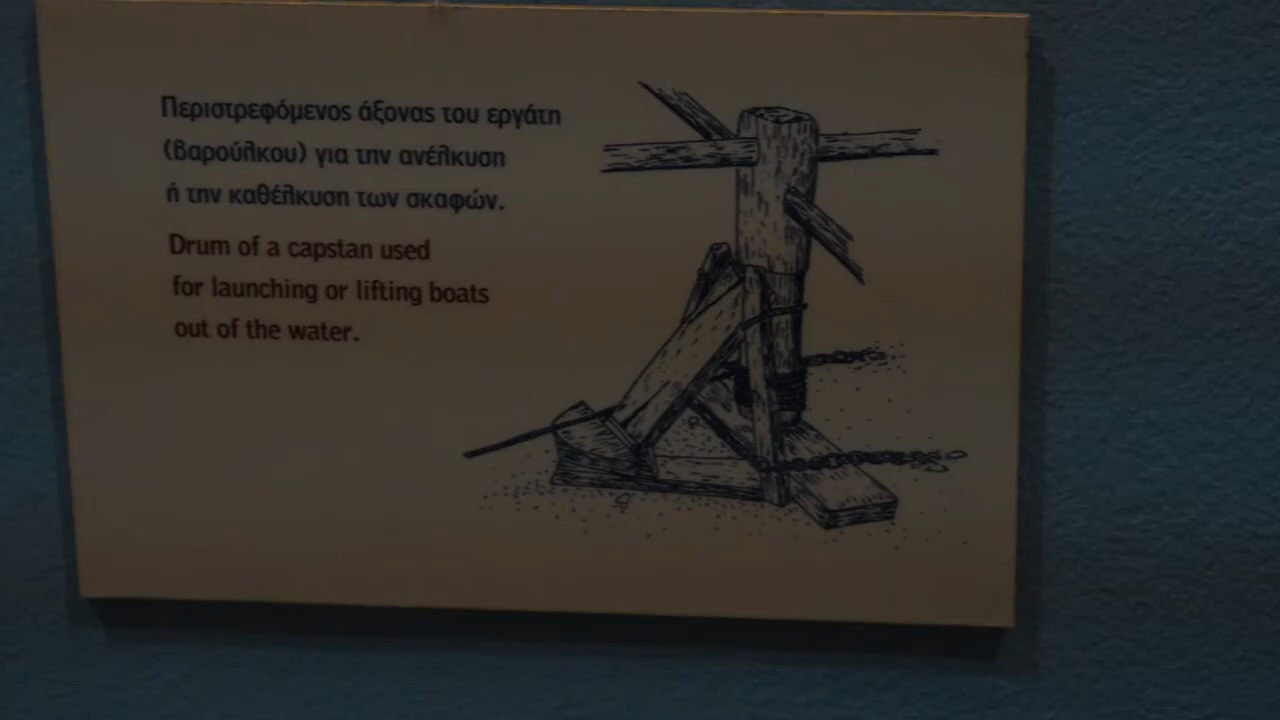 Περιστρεφόμενος άξονας του εργάτη
(βαρούλκου) για την ανέλκυση
ή την καθέλκυση των σκαφών.
Drum of a capstan used
for launching or lifting boats
out of the water.